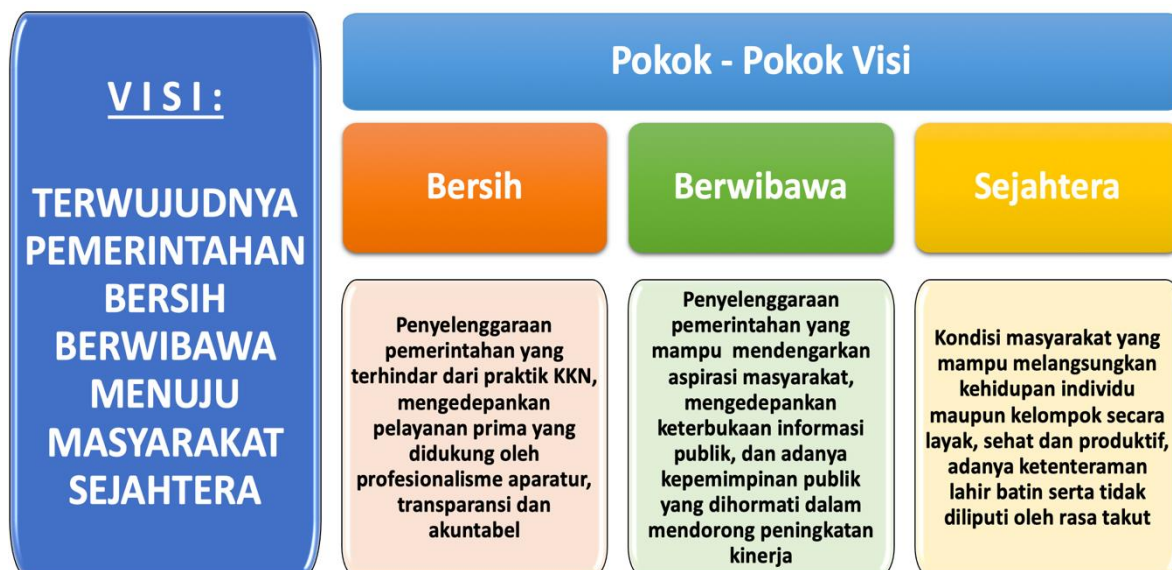 VISI:
TERWUJUDNYA
PEMERINTAHAN
BERSIH
BERWIBAWA
MENUJU
MASYARAKAT
SEJAHTERA
Pokok - Pokok Visi
Bersih
Penyelenggaraan
pemerintahan yang
terhindar dari praktik KKN,
mengedepankan
pelayanan prima yang
didukung oleh
profesionalisme aparatur,
transparansi dan
akuntabel
Berwibawa
Penyelenggaraan
pemerintahan yang
mampu mendengarkan
aspirasi masyarakat,
mengedepankan
keterbukaan informasi
publik, dan adanya
kepemimpinan publik
yang dihormati dalam
mendorong peningkatan
kinerja
Sejahtera
Kondisi masyarakat yang
mampu melangsungkan
kehidupan individu
maupun kelompok secara
layak, sehat dan produktif,
adanya ketenteraman
lahir batin serta tidak
diliputi oleh rasa takut